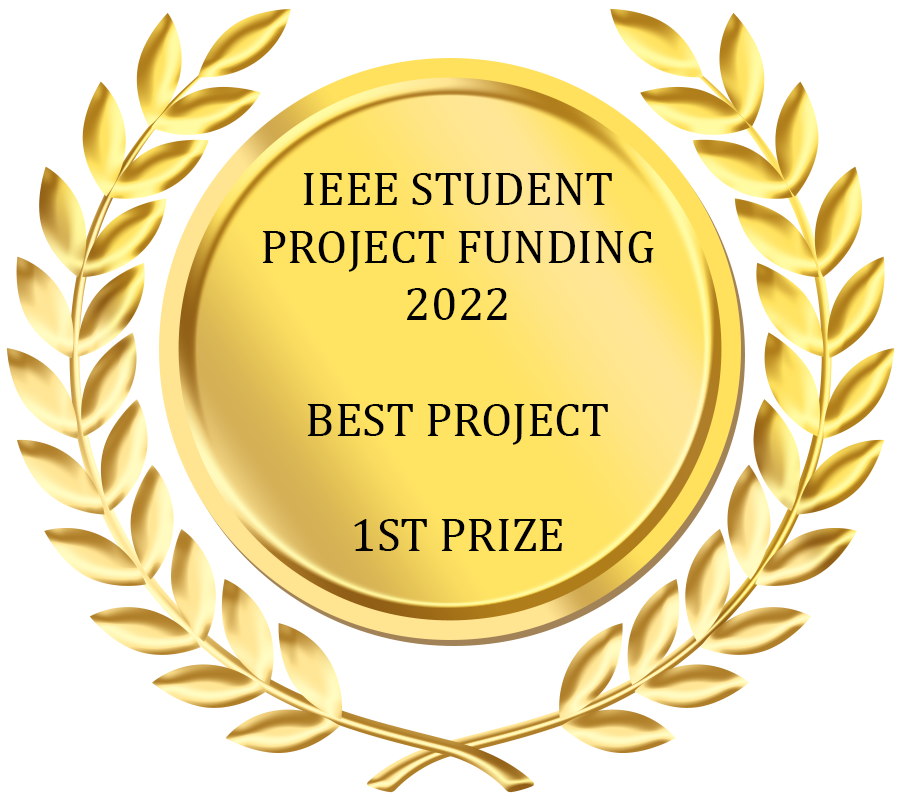 IEEE STUDENT
PROJECT FUNDING
2022
BEST PROJECT
1ST PRIZE